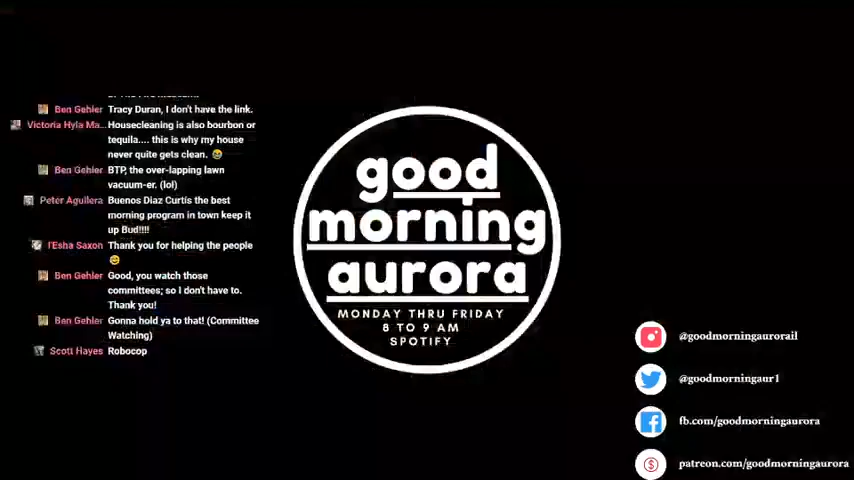 Ben Gehler Tracy Duran, I don't have the link.
Victoria Hyla Ma... Housecleaning is also bourbon or
tequila.... this is why my house
never quite gets clean. 😂
Ben Gehler BTP, the over-lapping lawn
vacuum-er. (lol)
Peter Aguilera Buenos Diaz Curtis the best
morning program in town keep it
up Bud!!!!
I'Esha Saxon Thank you for helping the people
😊
Ben Gehler Good, you watch those
committees; so I don't have to.
Thank you!
Ben Gehler Gonna hold ya to that! (Committee
Watching)
Scott Hayes Robocop
good
morning
aurora
MONDAY THRU FRIDAY
8 TO 9 AM
SPOTIFY
@goodmorningaurorail
@goodmorningaur1
fb.com/goodmorningaurora
patreon.com/goodmorningaurora